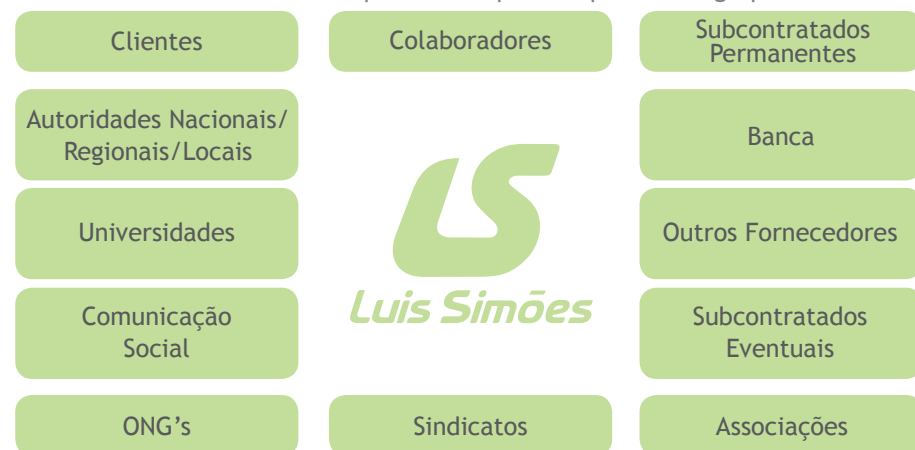 Clientes
Colaboradores
Subcontratados
Permanentes
Autoridades Nacionais/
Regionais/Locais
Banca
Universidades
Outros Fornecedores
LS
Luis Simões
Comunicação
Social
Subcontratados
Eventuais
ONG’s
Sindicatos
Associações